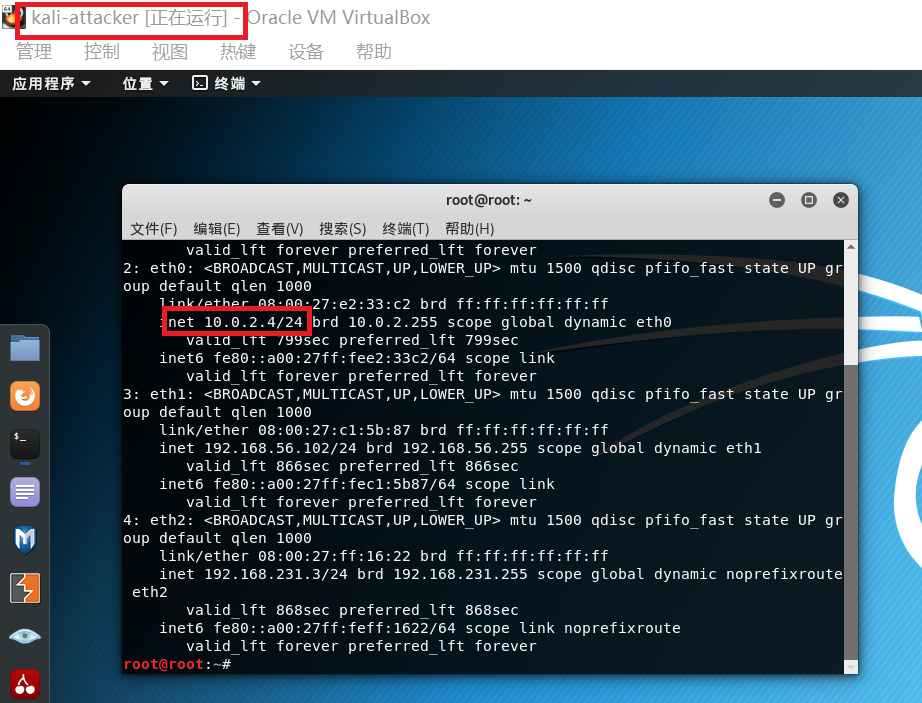 kali-attacker [正在运行] - Oracle VM VirtualBox
管理 控制 视图 热键 设备 帮助
应用程序 位置 终端
root@root: ~
文件(F) 编辑(E) 查看(V) 搜索(S) 终端(T) 帮助(H)
valid_lft forever preferred_lft forever
2: eth0: <BROADCAST,MULTICAST,UP,LOWER_UP> mtu 1500 qdisc pfifo_fast state UP gr
oup default qlen 1000
link/ether 08:00:27:e2:33:c2 brd ff:ff:ff:ff:ff:ff
inet 10.0.2.4/24 brd 10.0.2.255 scope global dynamic eth0
valid_lft 799sec preferred_lft 799sec
inet6 fe80::a00:27ff:fee2:33c2/64 scope link
valid_lft forever preferred_lft forever
3: eth1: <BROADCAST,MULTICAST,UP,LOWER_UP> mtu 1500 qdisc pfifo_fast state UP gr
oup default qlen 1000
link/ether 08:00:27:c1:5b:87 brd ff:ff:ff:ff:ff:ff
inet 192.168.56.102/24 brd 192.168.56.255 scope global dynamic eth1
valid_lft 866sec preferred_lft 866sec
inet6 fe80::a00:27ff:fec1:5b87/64 scope link
valid_lft forever preferred_lft forever
4: eth2: <BROADCAST,MULTICAST,UP,LOWER_UP> mtu 1500 qdisc pfifo_fast state UP gr
oup default qlen 1000
link/ether 08:00:27:ff:16:22 brd ff:ff:ff:ff:ff:ff
inet 192.168.231.3/24 brd 192.168.231.255 scope global dynamic noprefixroute
eth2
valid_lft 868sec preferred_lft 868sec
inet6 fe80::a00:27ff:feff:1622/64 scope link noprefixroute
valid_lft forever preferred_lft forever
root@root:~#